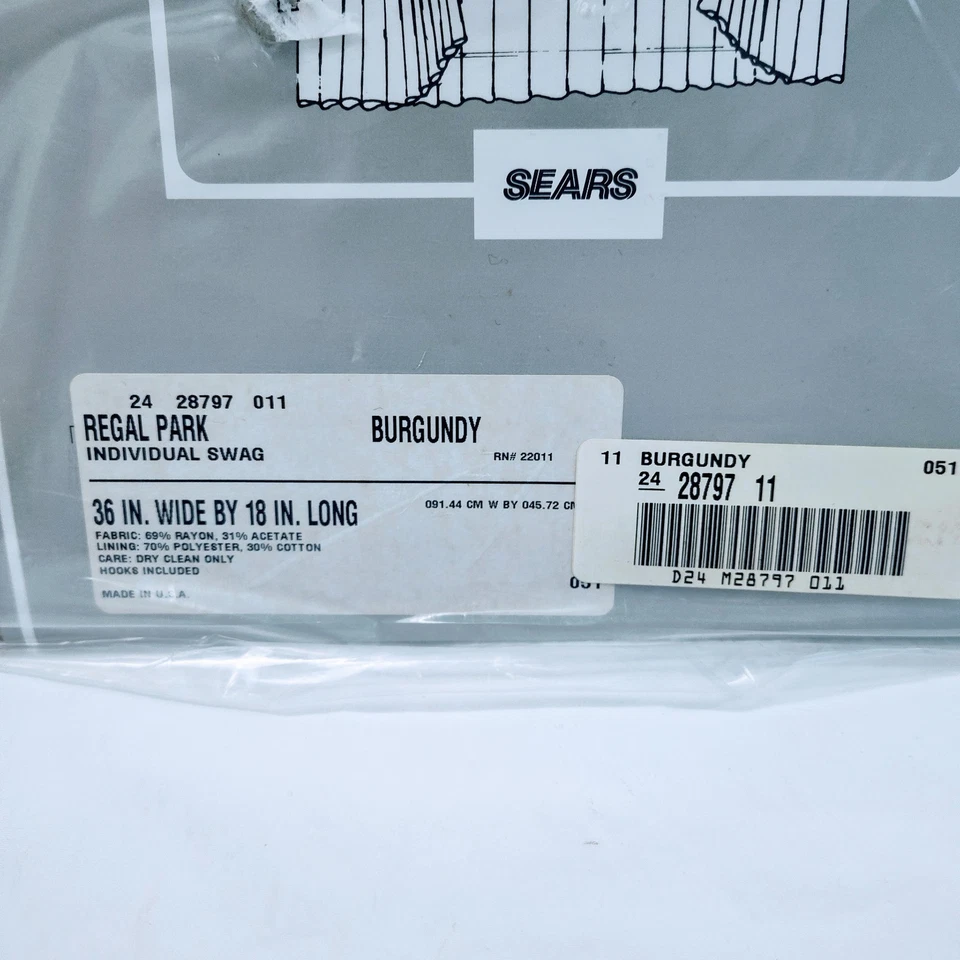 SEARS
24 28797 011
REGAL PARK BURGUNDY
INDIVIDUAL SWAG
RN# 22011
36 IN. WIDE BY 18 IN. LONG
091.44 CM W BY 045.72 CM
FABRIC: 69% RAYON, 31% ACETATE
LINING: 70% POLYESTER, 30% COTTON
CARE: DRY CLEAN ONLY
HOOKS INCLUDED
MADE IN U.S.A.
051
11 BURGUNDY 051
24 28797 11
D24 M28797 011